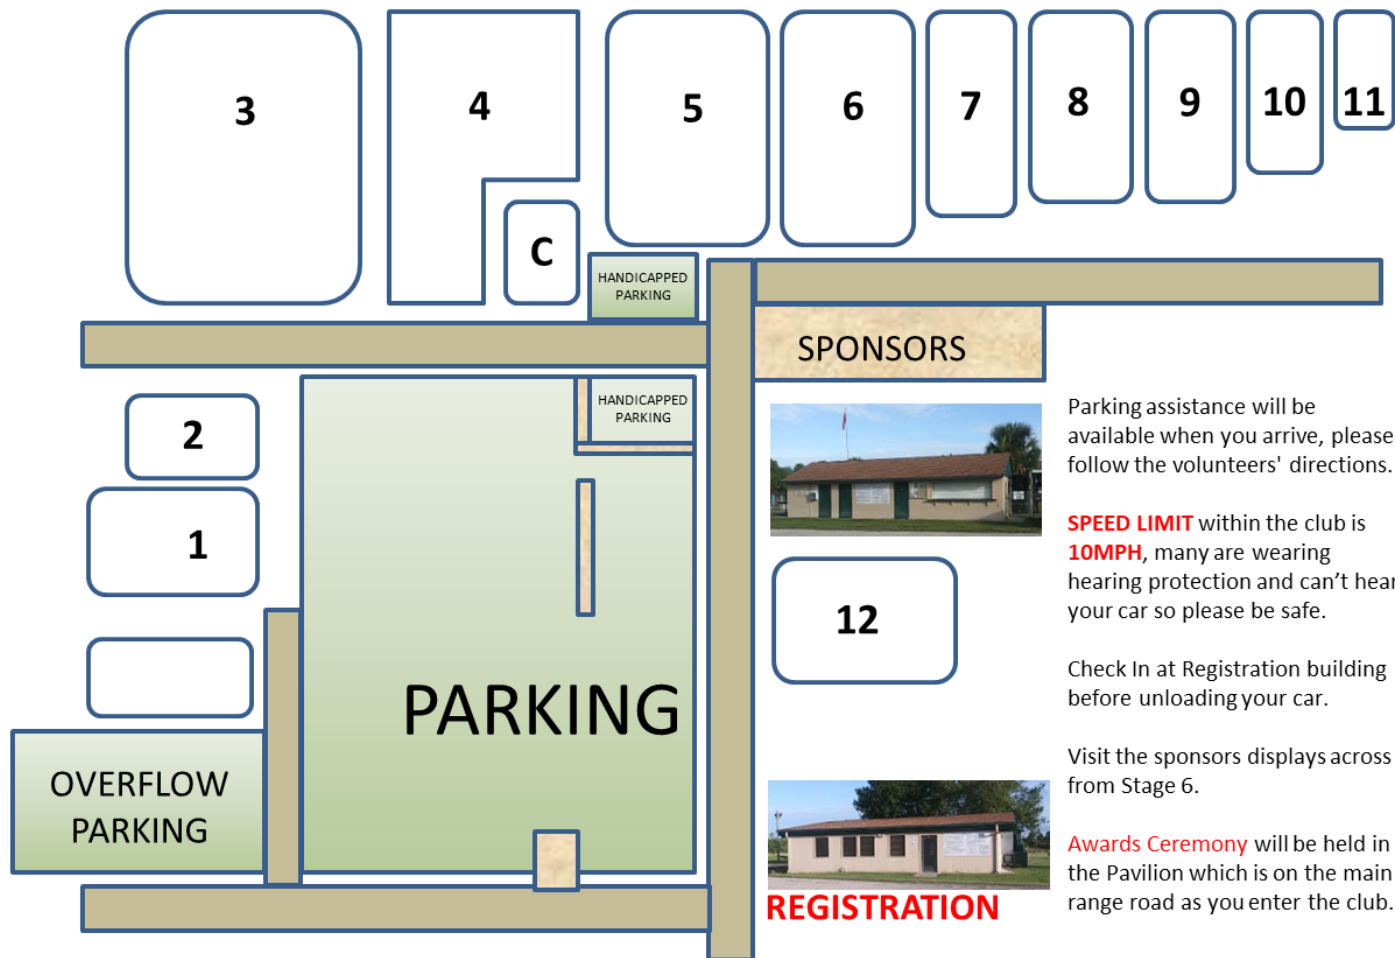 3
4
5
6
7
8
9
10
11
C
HANDICAPPED
PARKING
SPONSORS
HANDICAPPED
PARKING
2
1
12
PARKING
OVERFLOW
PARKING
REGISTRATION
Parking assistance will be
available when you arrive, please
follow the volunteers' directions.
SPEED LIMIT within the club is
10MPH, many are wearing
hearing protection and can't hear
your car so please be safe.
Check In at Registration building
before unloading your car.
Visit the sponsors displays across
from Stage 6.
Awards Ceremony will be held in
the Pavilion which is on the main
range road as you enter the club.